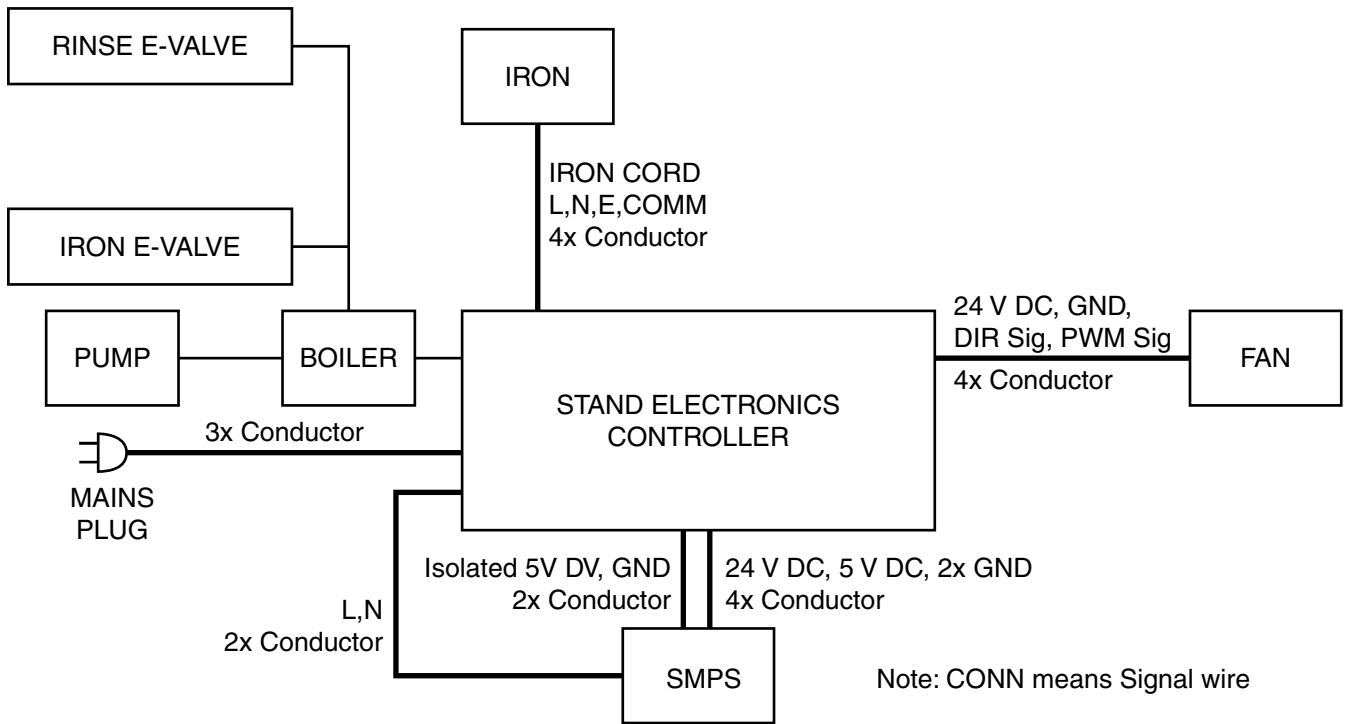 RINSE E-VALVE
IRON
IRON CORD
L,N,E,COMM
4x Conductor
IRON E-VALVE
PUMP
BOILER
24 V DC, GND,
DIR Sig, PWM Sig
4x Conductor
FAN
STAND ELECTRONICS
CONTROLLER
3x Conductor
MAINS
PLUG
Isolated 5V DV, GND
2x Conductor
24 V DC, 5 V DC, 2x GND
4x Conductor
L,N
2x Conductor
SMPS
Note: CONN means Signal wire